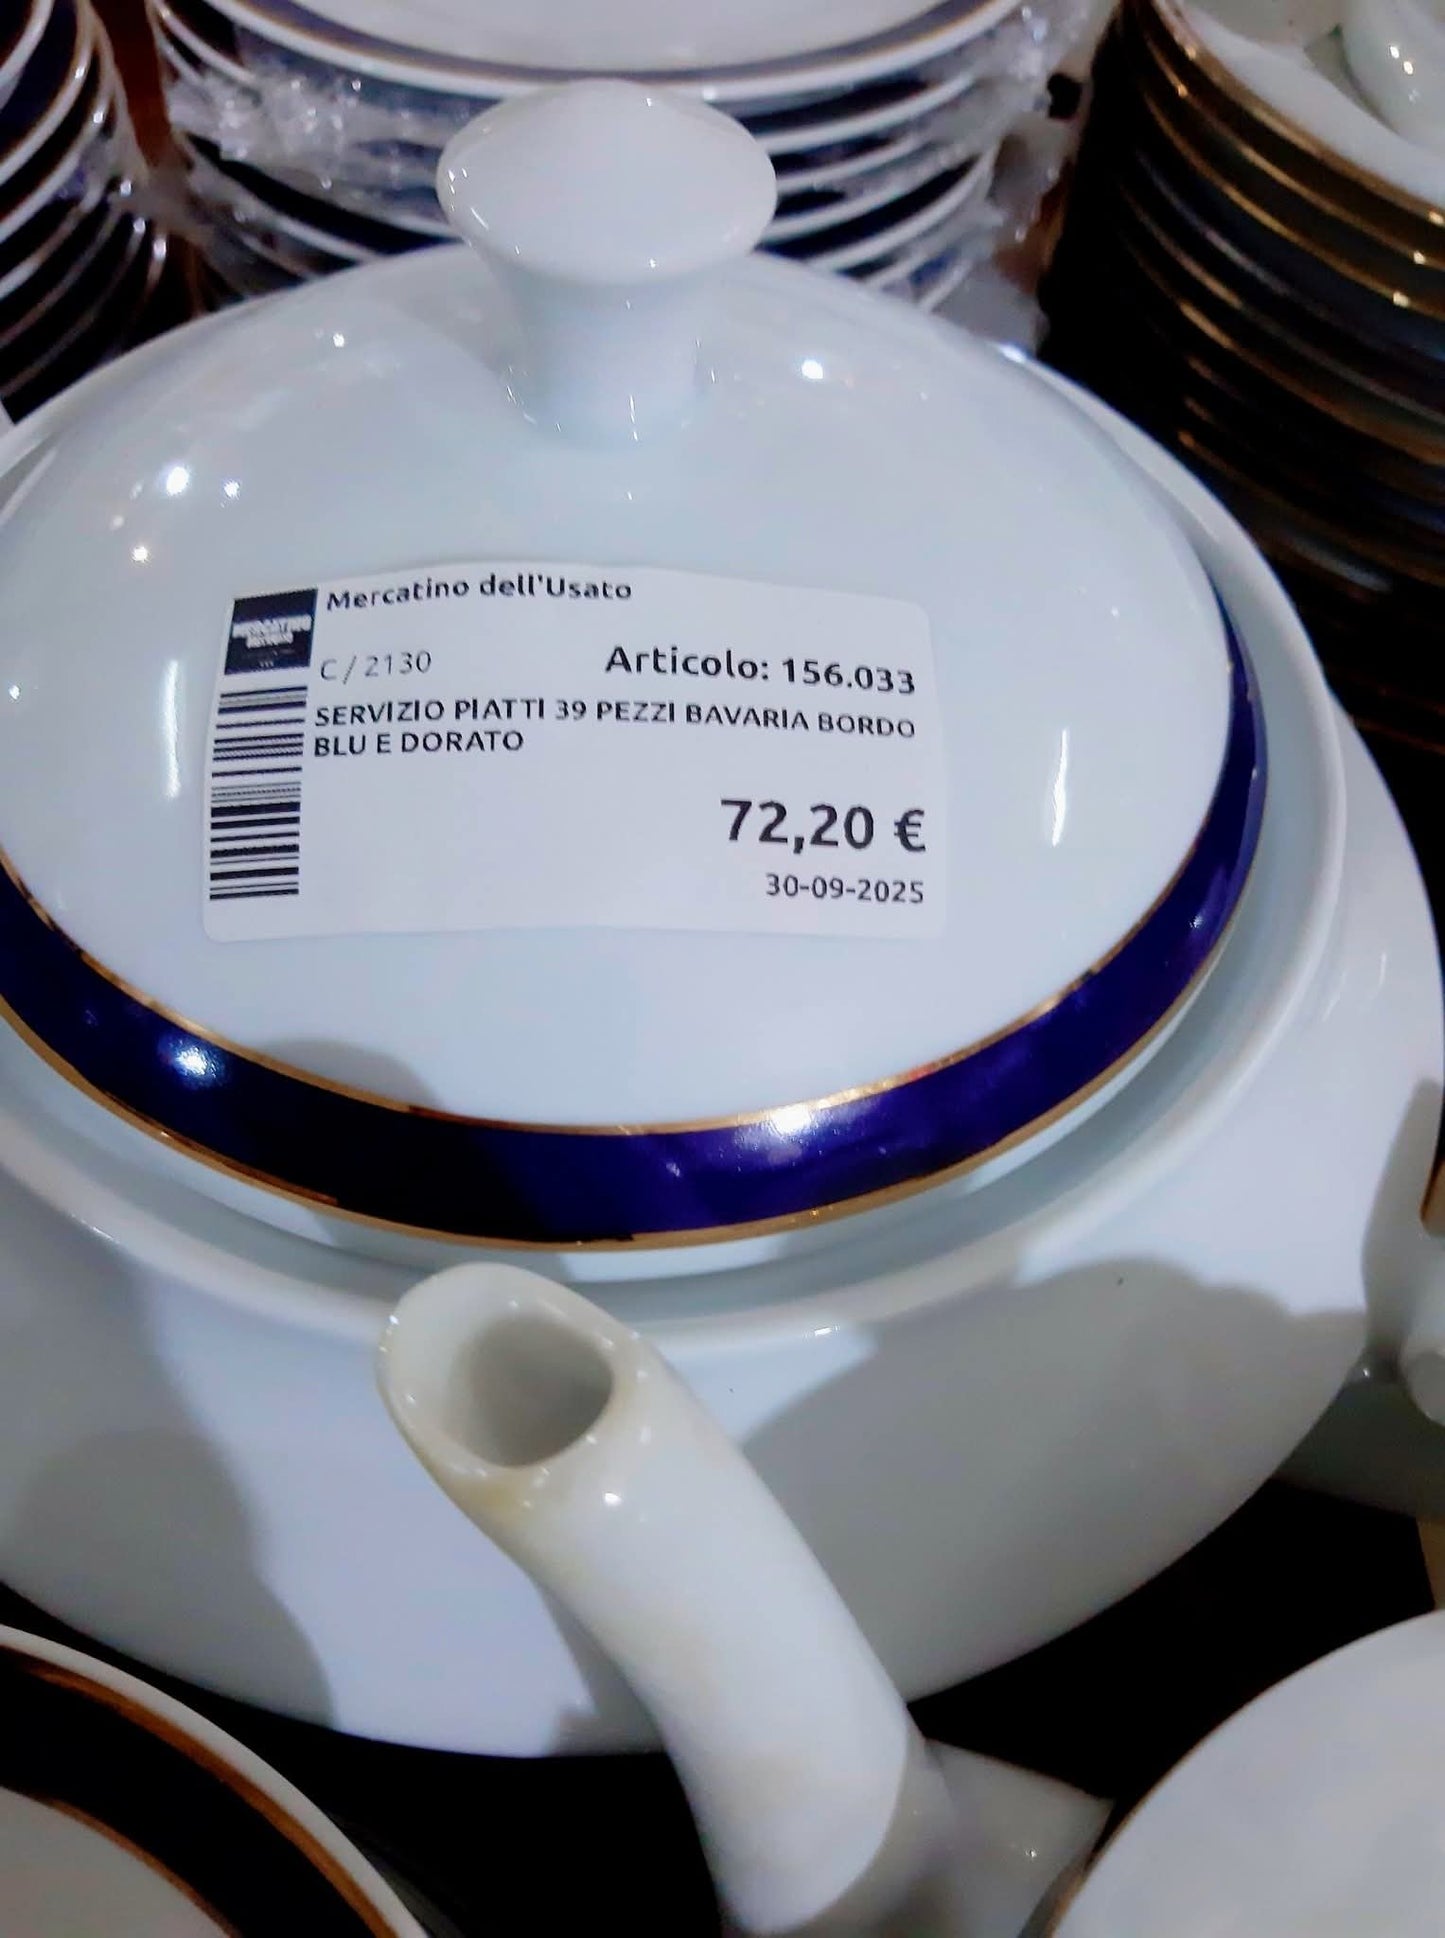 Mercatino dell'Usato
C/2130 Articolo: 156.033
SERVIZIO PIATTI 39 PEZZI BAVARIA BORDO
BLU E DORATO
72,20 €
30-09-2025